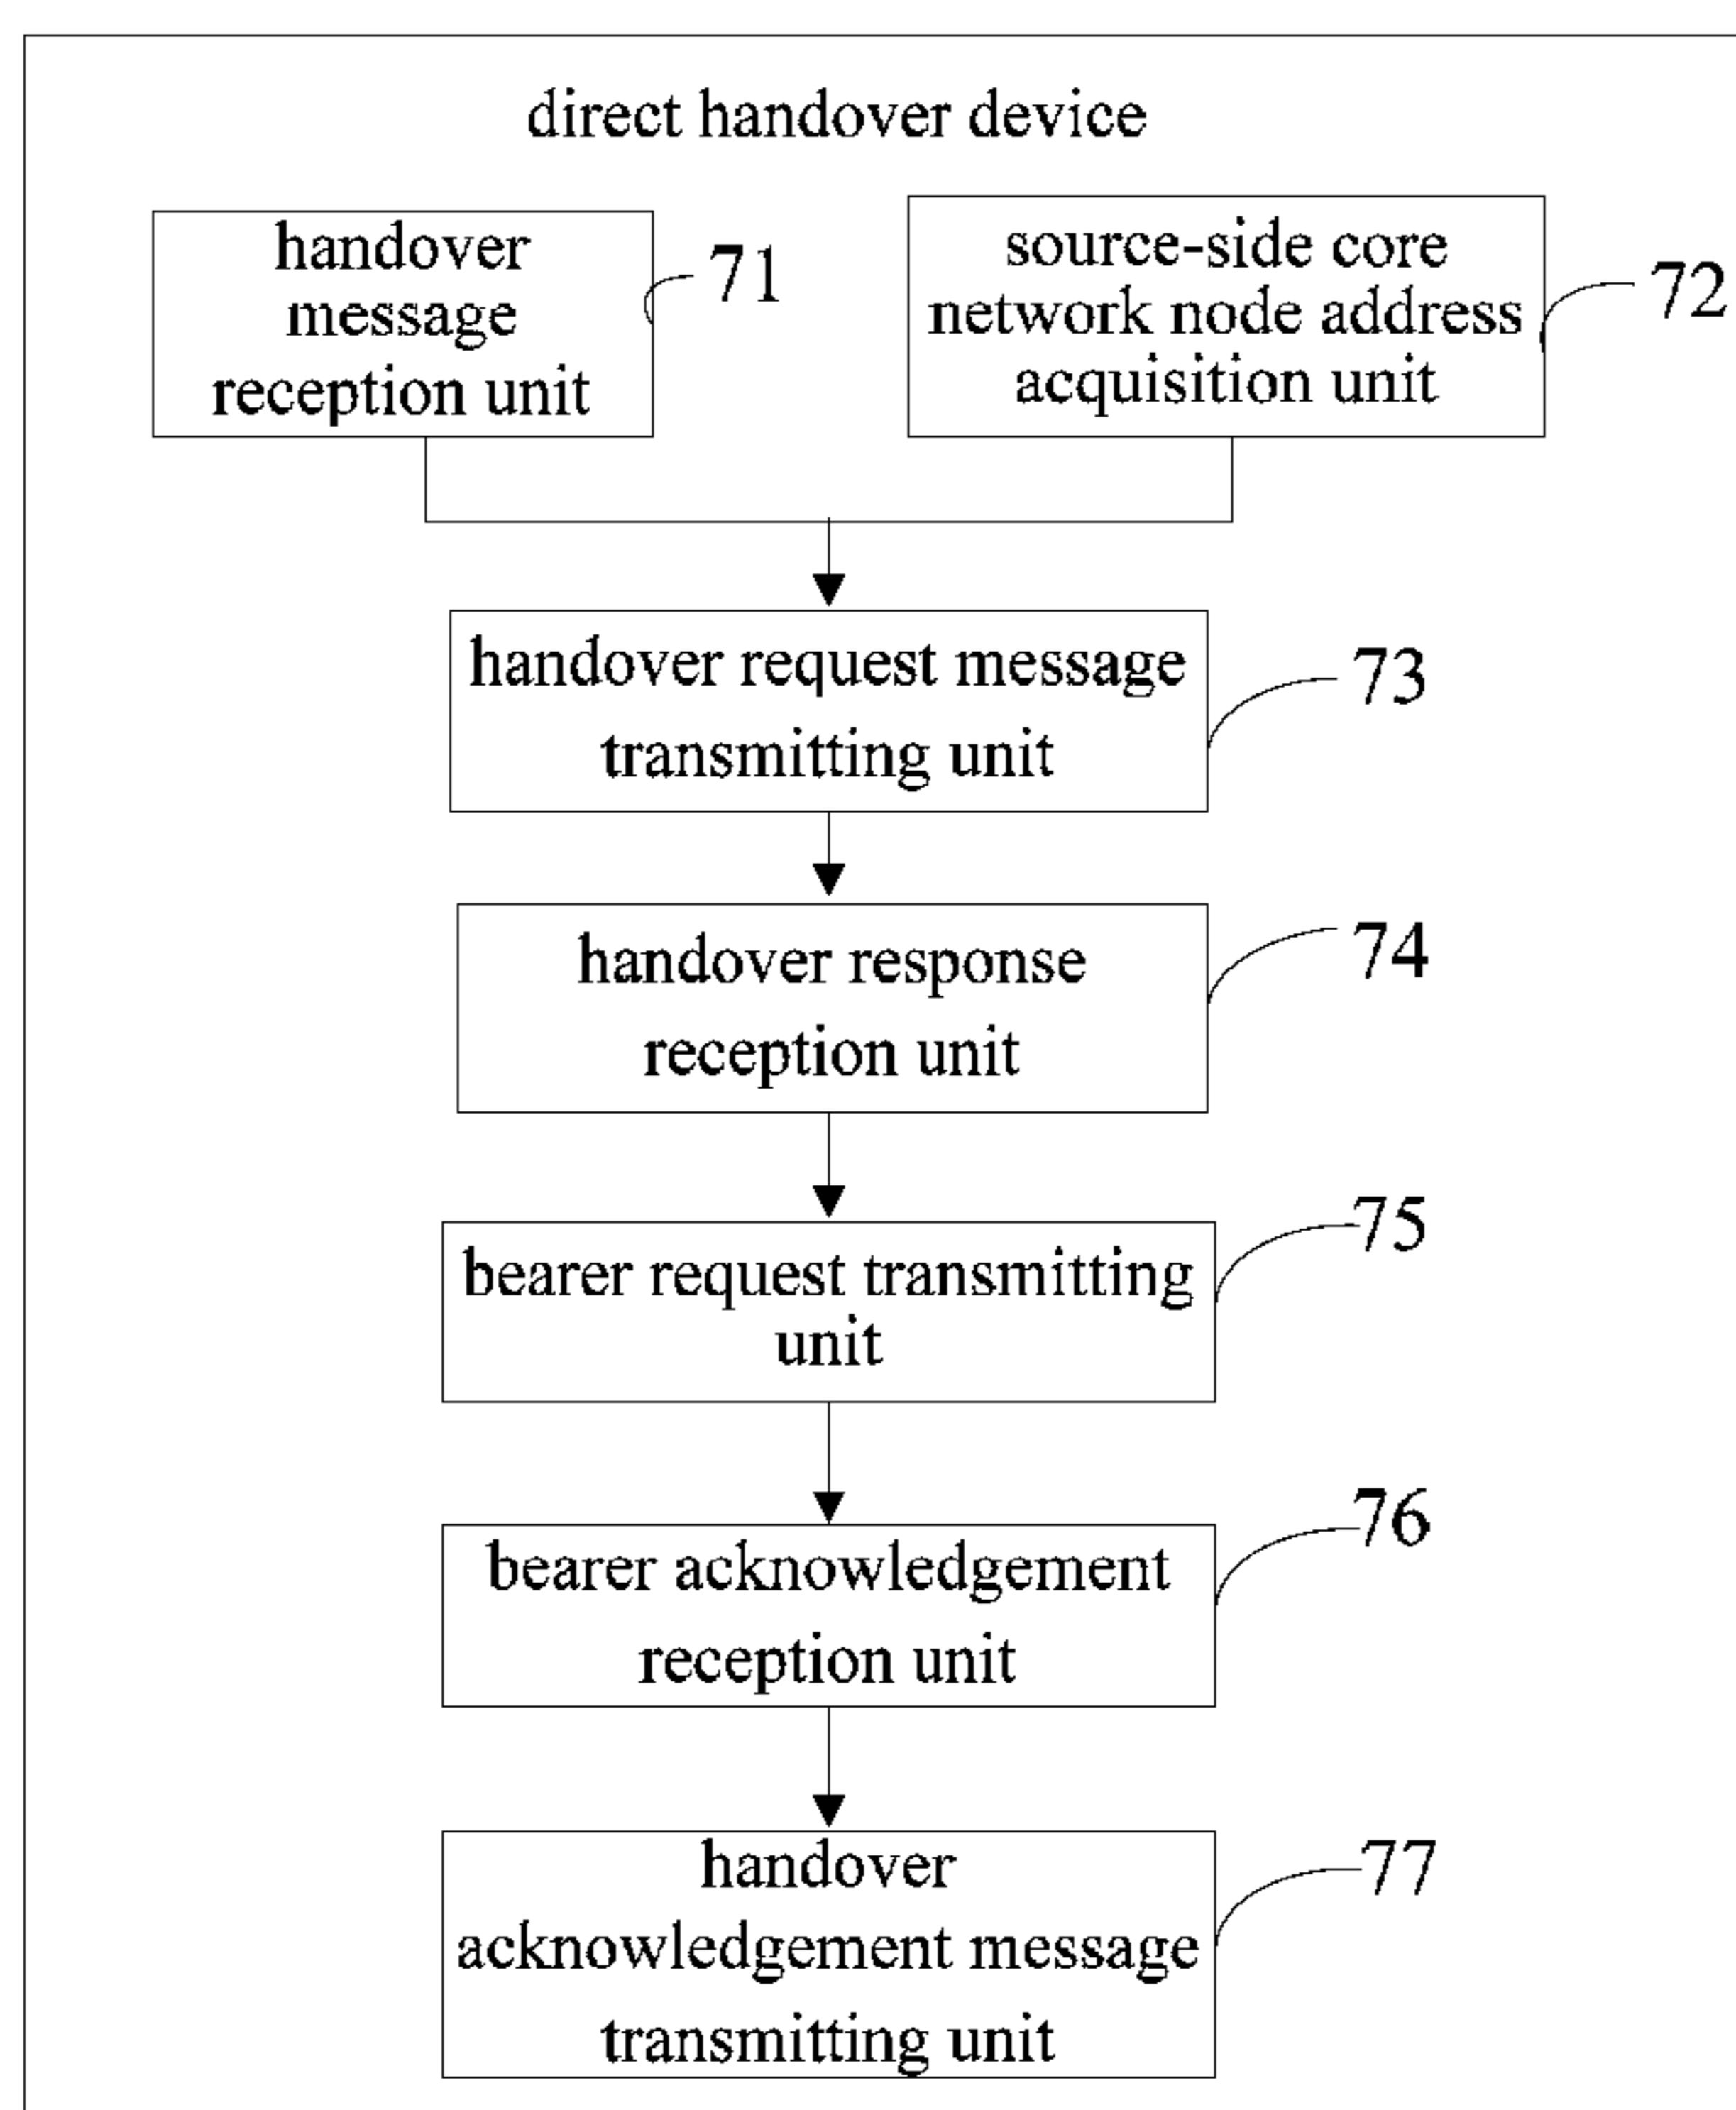 direct handover device
handover
message
reception unit
71
source-side core
network node address
acquisition unit
72
handover request message
transmitting unit
73
handover response
reception unit
74
bearer request transmitting
unit
75
bearer acknowledgement
reception unit
76
handover
acknowledgement message
transmitting unit
77